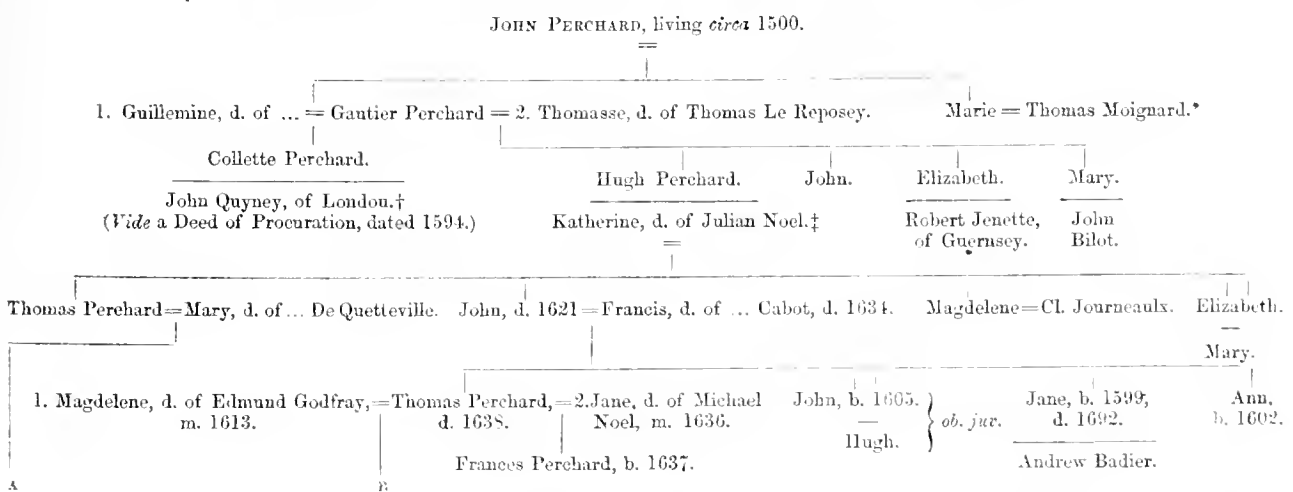 JOHN PERCHARD, living circa 1500.
1. Guillemine, d. of ... = Gautier Perchard = 2. Thomasse, d. of Thomas Le Reposey. Marie = Thomas Moignard.*
Collette Perchard. Hugh Perchard. John. Elizabeth. Mary.
John Quyney, of London.† Katherine, d. of Julian Noel.‡ Robert Jenette, John
(Vide a Deed of Procuration, dated 1594.) of Guernsey. Bilot.
Thomas Perchard=Mary, d. of ... De Quetteville. John, d. 1621=Francis, d. of ... Cabot, d. 1634. Magdelene=Cl. Journeaulx. Elizabeth.
Mary.
1. Magdelene, d. of Edmund Godfray,=Thomas Perchard,=2.Jane, d. of Michael John, b. 1605. } ob. juv. Jane, b. 1599, Ann,
m. 1613. d. 1638. Noel, m. 1636. Hugh. d. 1692. b. 1602.
Frances Perchard, b. 1637. Andrew Badier.
A B